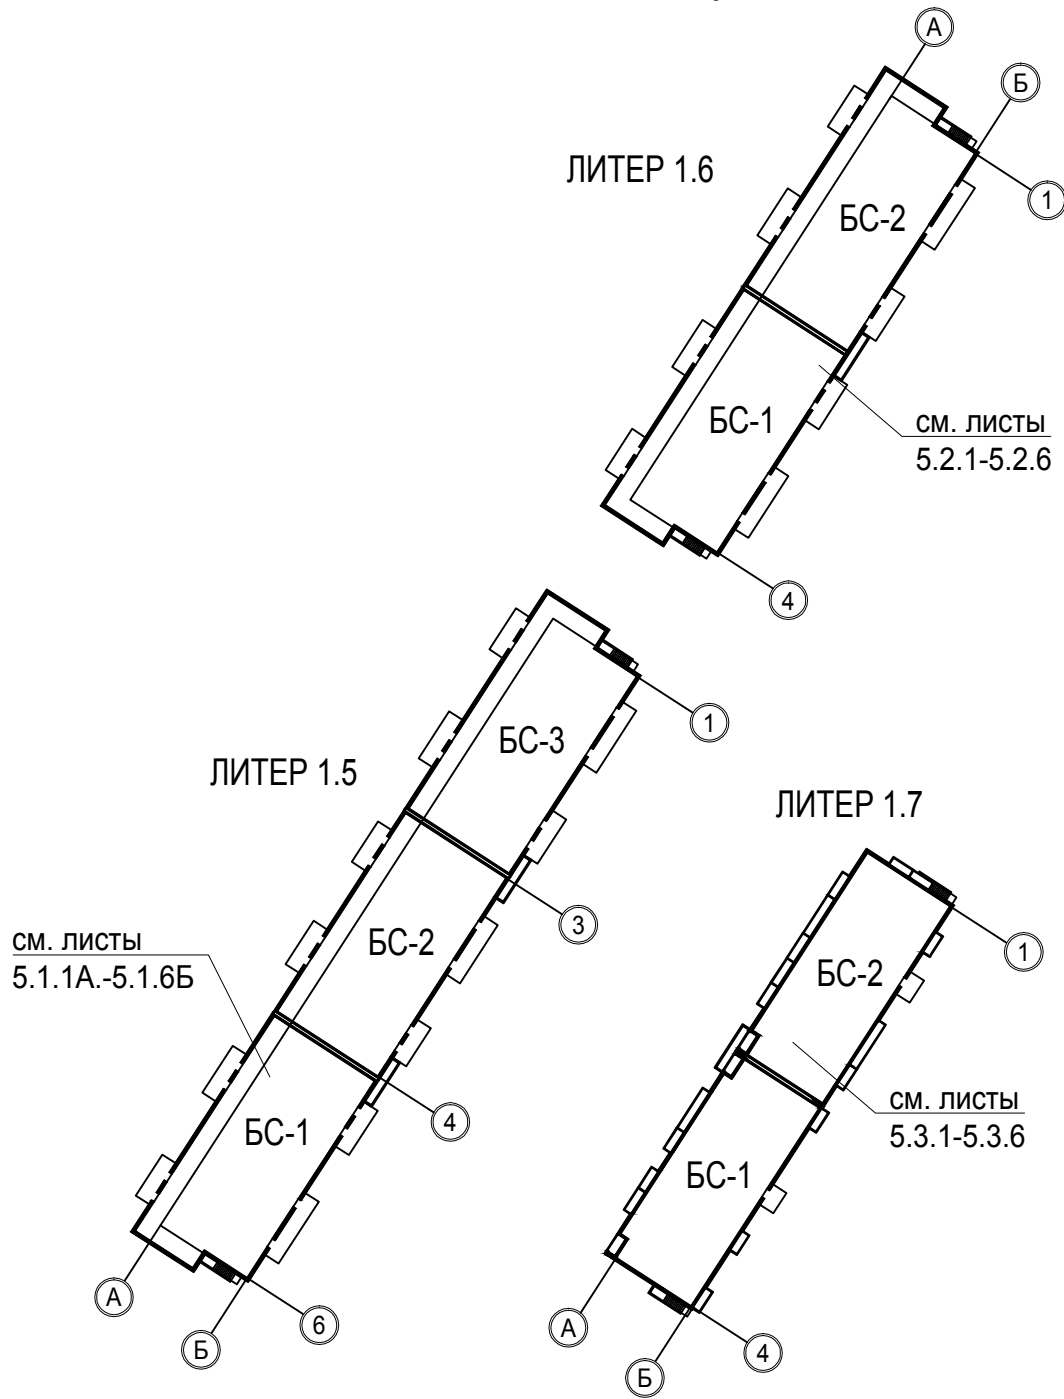 А
Б
ЛИТЕР 1.6
1
БС-2
БС-1
см. листы
5.2.1-5.2.6
4
ЛИТЕР 1.5
1
БС-3
3
БС-2
см. листы
5.1.1А.-5.1.6Б
4
БС-1
А
6
Б
ЛИТЕР 1.7
1
БС-2
см. листы
5.3.1-5.3.6
БС-1
А
4
Б